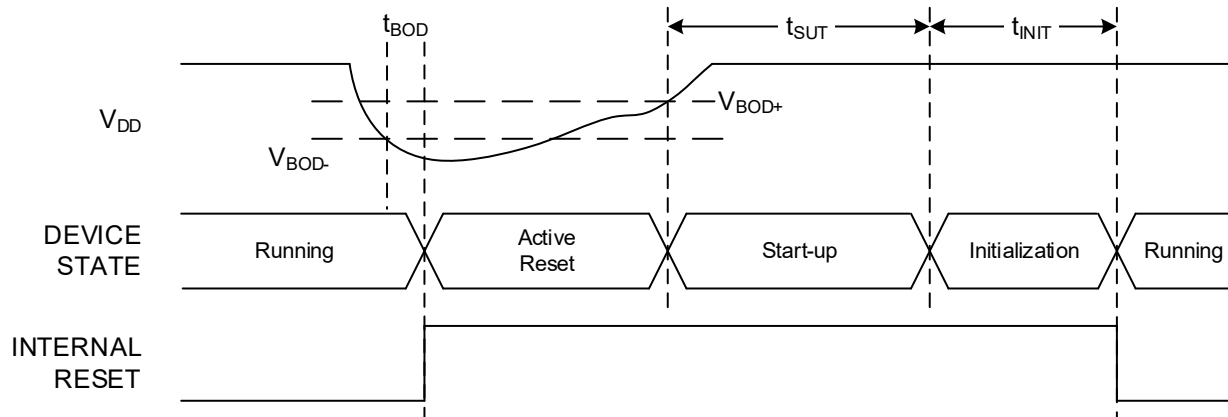 tBOD
tSUT
tINIT
VDD
VBOD+
VBOD-
DEVICE
STATE
Running
Active
Reset
Start-up
Initialization
Running
INTERNAL
RESET